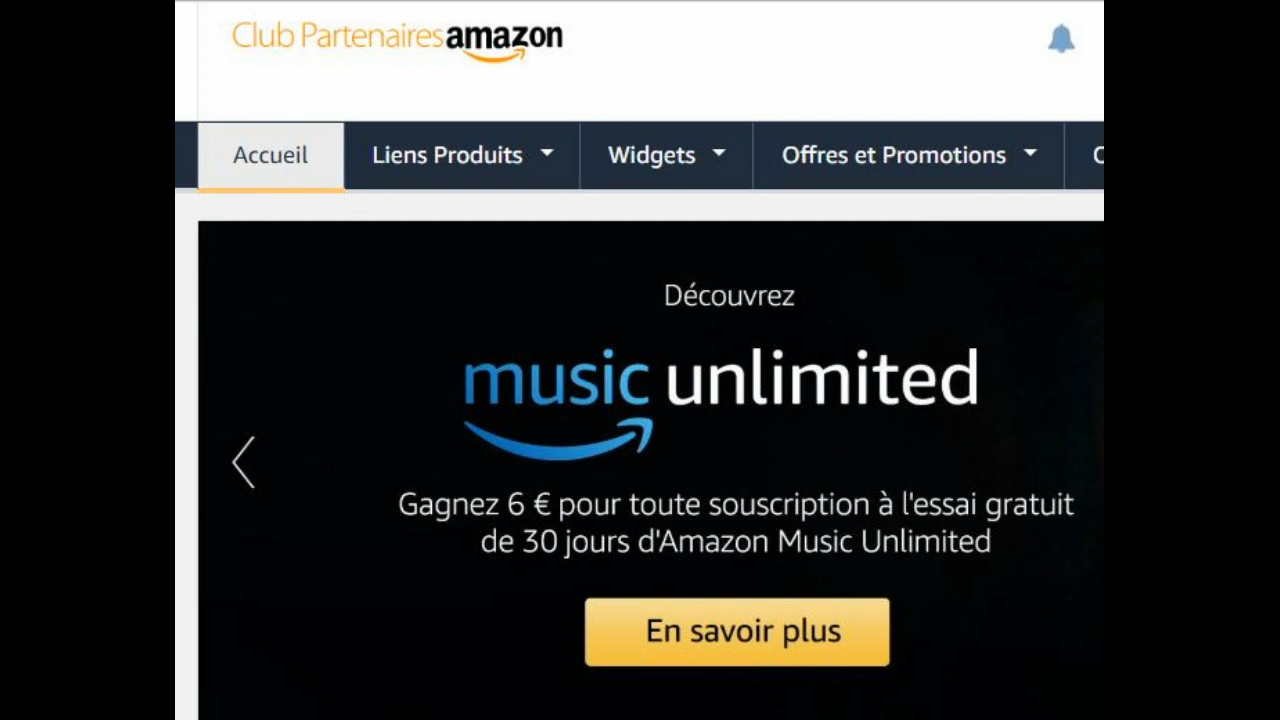 Club Partenaires amazon
Accueil
Liens Produits
Widgets
Offres et Promotions
Découvrez
music unlimited
Gagnez 6 € pour toute souscription à l'essai gratuit
de 30 jours d'Amazon Music Unlimited
En savoir plus